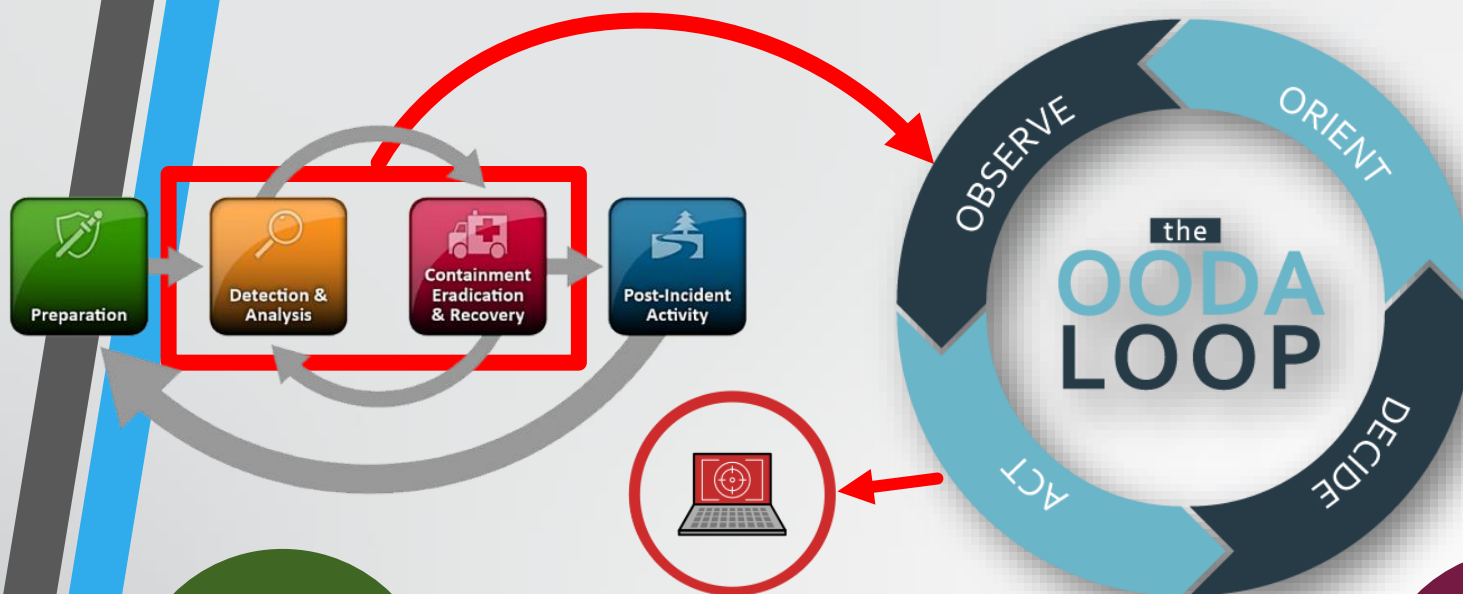 Preparation
Detection &
Analysis
Containment
Eradication
& Recovery
Post-Incident
Activity
OBSERVE
ORIENT
DECIDE
ACT
the
OODA
LOOP